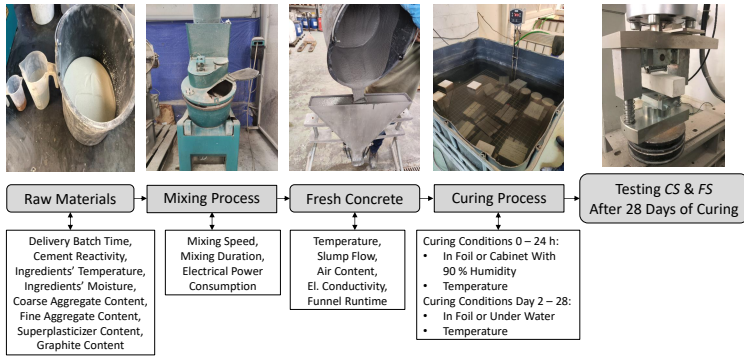 Raw Materials
Mixing Process
Fresh Concrete
Curing Process
Testing CS & FS
After 28 Days of Curing
Delivery Batch Time,
Cement Reactivity,
Ingredients' Temperature,
Ingredients' Moisture,
Coarse Aggregate Content,
Fine Aggregate Content,
Superplasticizer Content,
Graphite Content
Mixing Speed,
Mixing Duration,
Electrical Power
Consumption
Temperature,
Slump Flow,
Air Content,
El. Conductivity,
Funnel Runtime
Curing Conditions 0 – 24 h:
• In Foil or Cabinet With
90 % Humidity
• Temperature
Curing Conditions Day 2 – 28:
• In Foil or Under Water
• Temperature